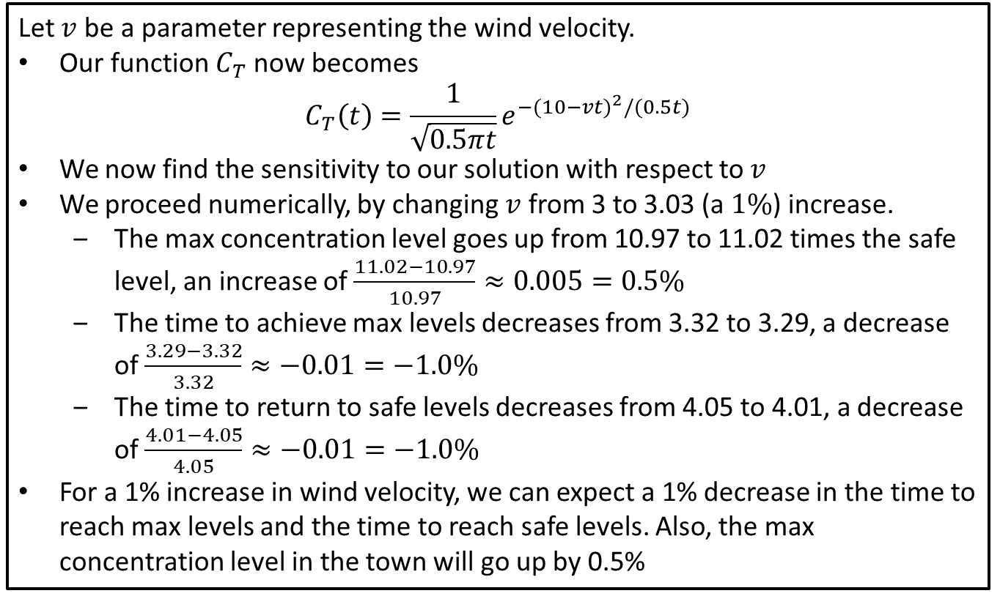 Let 𝑣 be a parameter representing the wind velocity.
• Our function 𝐶_𝑇 now becomes
𝐶_𝑇(𝑡) = \frac{1}{\sqrt{0.5𝜋𝑡}} 𝑒^{−(10−𝑣𝑡)^2/(0.5𝑡)}
• We now find the sensitivity to our solution with respect to 𝑣
• We proceed numerically, by changing 𝑣 from 3 to 3.03 (a 1%) increase.
– The max concentration level goes up from 10.97 to 11.02 times the safe
level, an increase of \frac{11.02−10.97}{10.97} ≈ 0.005 = 0.5%
– The time to achieve max levels decreases from 3.32 to 3.29, a decrease
of \frac{3.29−3.32}{3.32} ≈ −0.01 = −1.0%
– The time to return to safe levels decreases from 4.05 to 4.01, a decrease
of \frac{4.01−4.05}{4.05} ≈ −0.01 = −1.0%
• For a 1% increase in wind velocity, we can expect a 1% decrease in the time to
reach max levels and the time to reach safe levels. Also, the max
concentration level in the town will go up by 0.5%